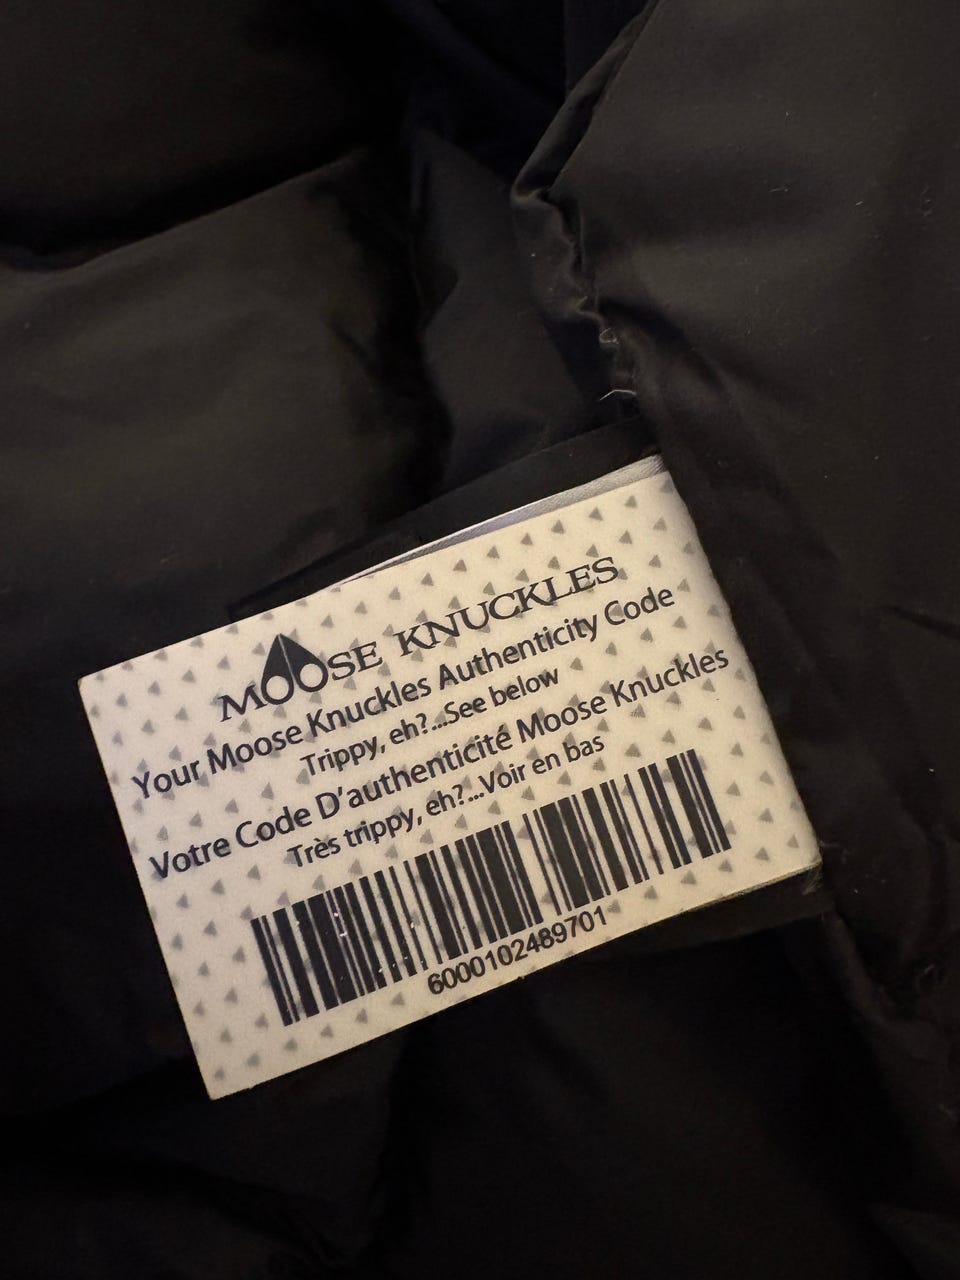 MOOSE KNUCKLES
Your Moose Knuckles Authenticity Code
Trippy, eh?...See below
Votre Code D'authenticité Moose Knuckles
Très trippy, eh?...Voir en bas
6000102489701